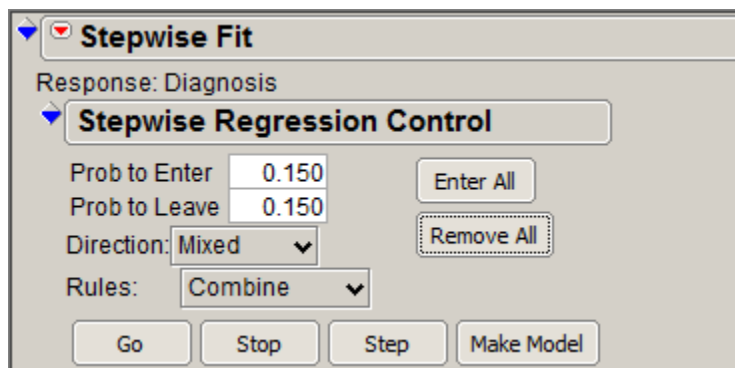 Stepwise Fit
Response: Diagnosis
Stepwise Regression Control
Prob to Enter 0.150 Enter All
Prob to Leave 0.150
Direction: Mixed Remove All
Rules: Combine
Go Stop Step Make Model